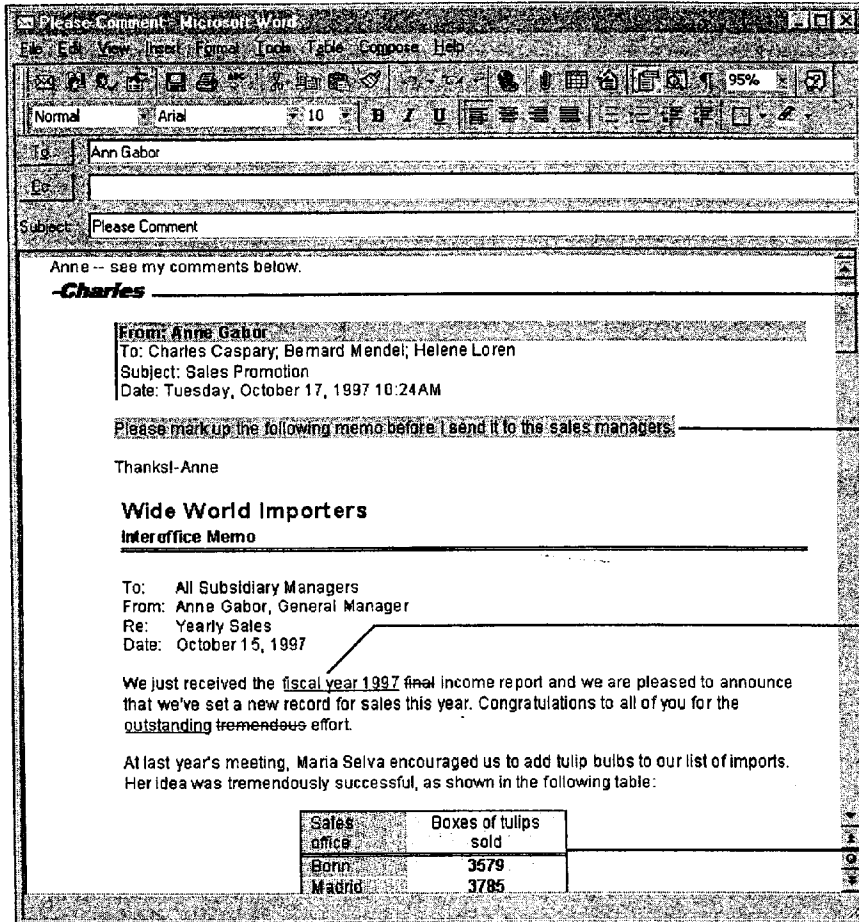 Please Comment - Microsoft Word
File Edit View Insert Format Tools Table Compose Help
95%
Normal Arial 10 B I U
To... Ann Gabor
Cc...
Subject: Please Comment
Anne -- see my comments below.
-Charles
From: Anne Gabor
To: Charles Caspary; Bernard Mendel; Helene Loren
Subject: Sales Promotion
Date: Tuesday, October 17, 1997 10:24AM
Please mark up the following memo before I send it to the sales managers.
Thanks!-Anne
Wide World Importers
Interoffice Memo
To: All Subsidiary Managers
From: Anne Gabor, General Manager
Re: Yearly Sales
Date: October 15, 1997
We just received the fiscal year 1997 final income report and we are pleased to announce
that we've set a new record for sales this year. Congratulations to all of you for the
outstanding tremendous effort.
At last year's meeting, Maria Selva encouraged us to add tulip bulbs to our list of imports.
Her idea was tremendously successful, as shown in the following table:
Sales Boxes of tulips
office sold
Bonn 3579
Madrid 3785